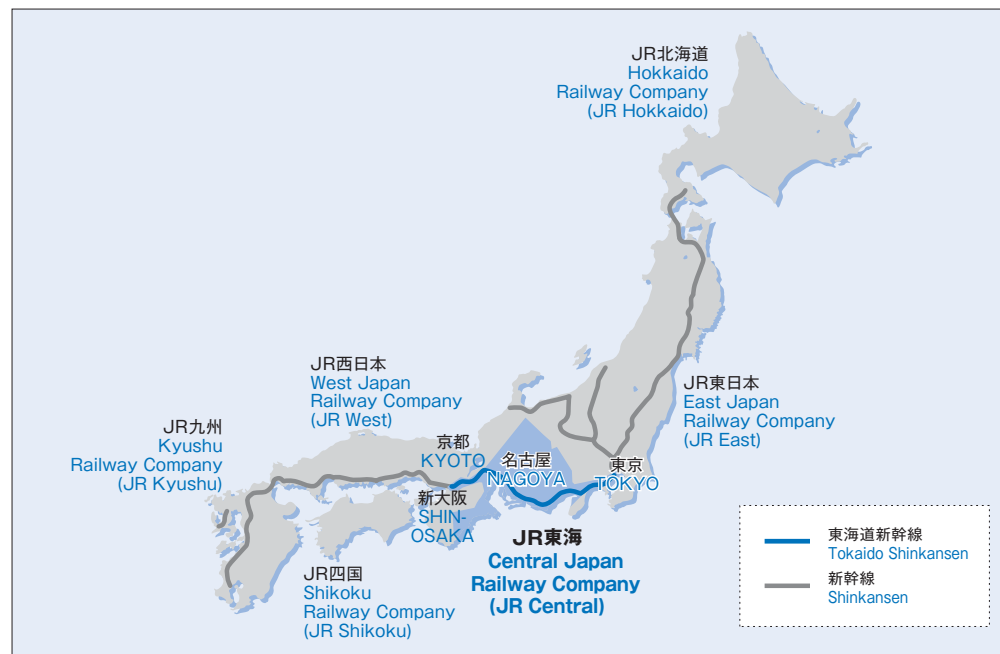 JR北海道
Hokkaido
Railway Company
(JR Hokkaido)
JR西日本
West Japan
Railway Company
(JR West)
JR東日本
East Japan
Railway Company
(JR East)
JR九州
Kyushu
Railway Company
(JR Kyushu)
京都
KYOTO
名古屋
NAGOYA
東京
TOKYO
新大阪
SHIN-
OSAKA
JR東海
Central Japan
Railway Company
(JR Central)
JR四国
Shikoku
Railway Company
(JR Shikoku)
東海道新幹線
Tokaido Shinkansen
新幹線
Shinkansen